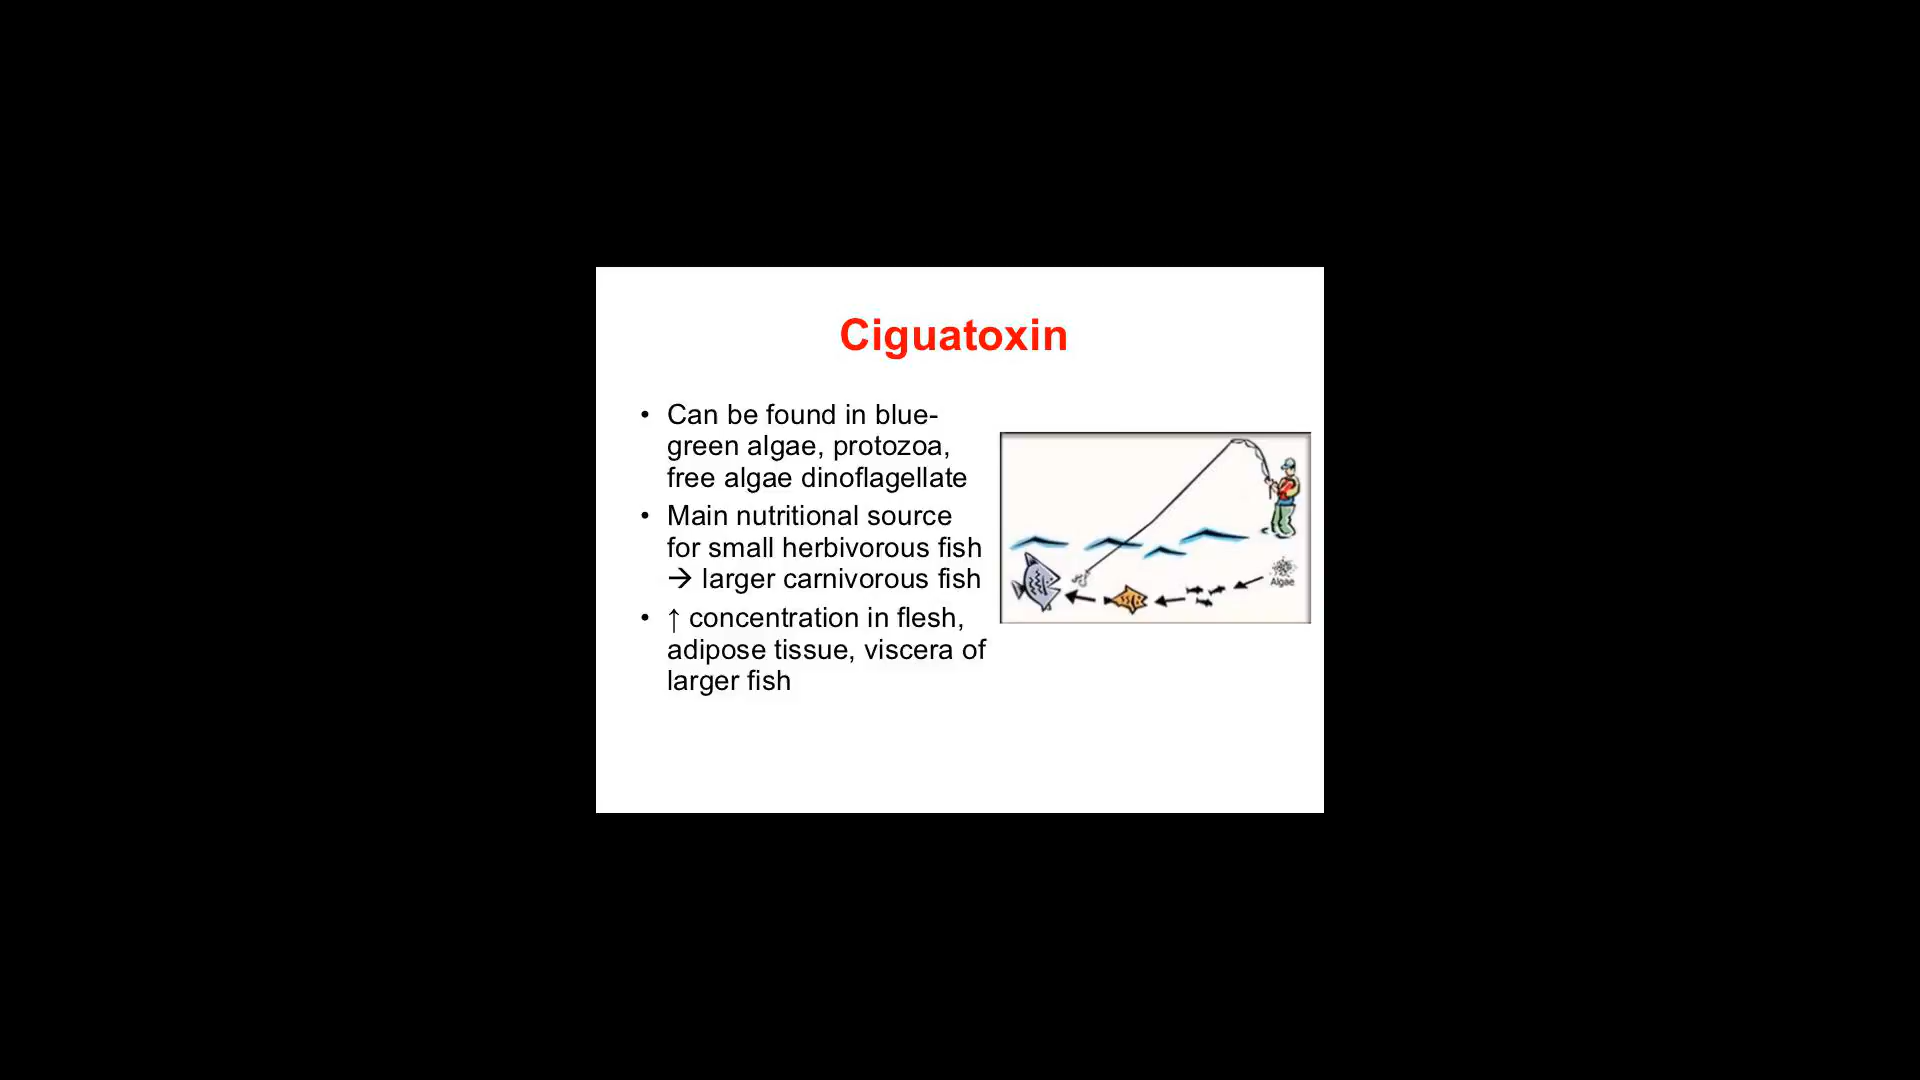 Ciguatoxin
• Can be found in blue-
green algae, protozoa,
free algae dinoflagellate
• Main nutritional source
for small herbivorous fish
→ larger carnivorous fish
• ↑ concentration in flesh,
adipose tissue, viscera of
larger fish
Algae